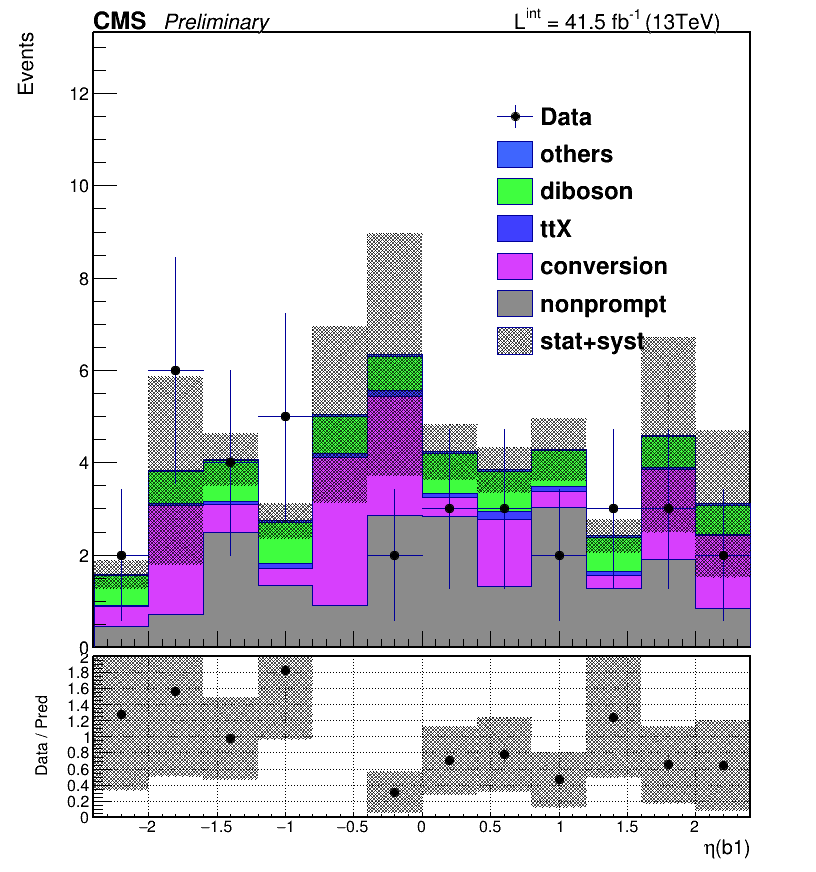 CMS Preliminary L^int = 41.5 fb^-1 (13TeV)
Events
12
10
8
6
4
2
0
Data
others
diboson
ttX
conversion
nonprompt
stat+syst
Data / Pred
2
1.8
1.6
1.4
1.2
1
0.8
0.6
0.4
0.2
0
−2 −1.5 −1 −0.5 0 0.5 1 1.5 2
η(b1)